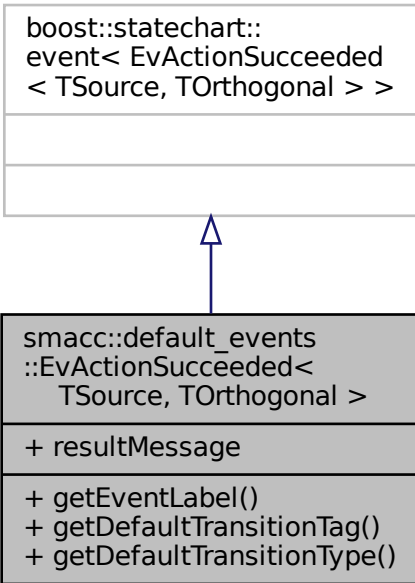 boost::statechart::
event< EvActionSucceeded
< TSource, TOrthogonal > >
smacc::default_events
::EvActionSucceeded<
TSource, TOrthogonal >
+ resultMessage
+ getEventLabel()
+ getDefaultTransitionTag()
+ getDefaultTransitionType()